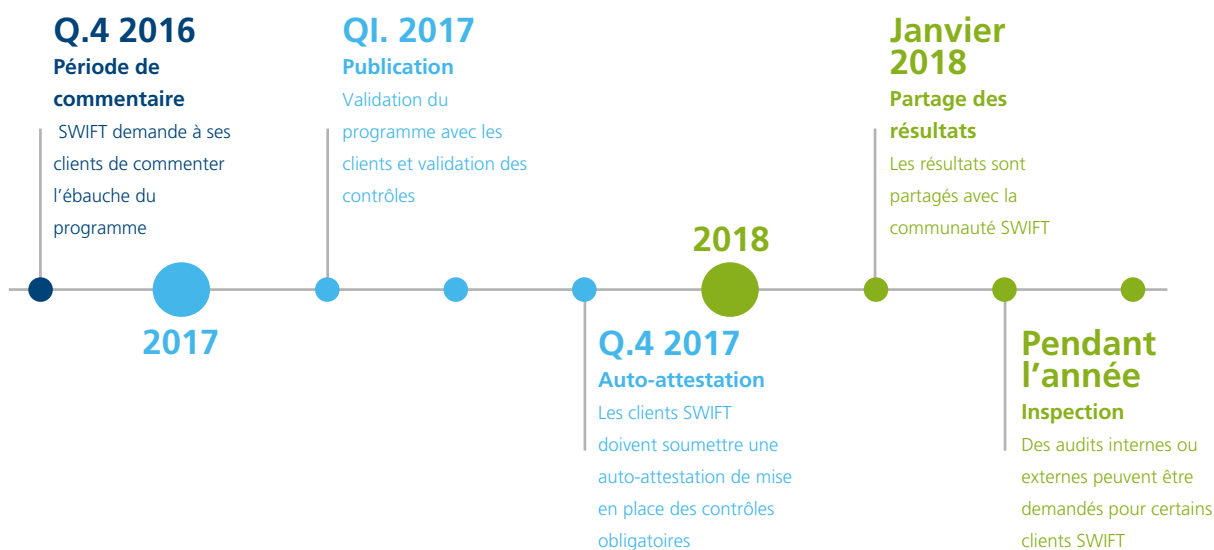 Q.4 2016
Période de
commentaire
SWIFT demande à ses
clients de commenter
l’ébauche du
programme
QI. 2017
Publication
Validation du
programme avec les
clients et validation des
contrôles
Janvier
2018
Partage des
résultats
Les résultats sont
partagés avec la
communauté SWIFT
2018
2017
Q.4 2017
Auto-attestation
Les clients SWIFT
doivent soumettre une
auto-attestation de mise
en place des contrôles
obligatoires
Pendant
l’année
Inspection
Des audits internes ou
externes peuvent être
demandés pour certains
clients SWIFT